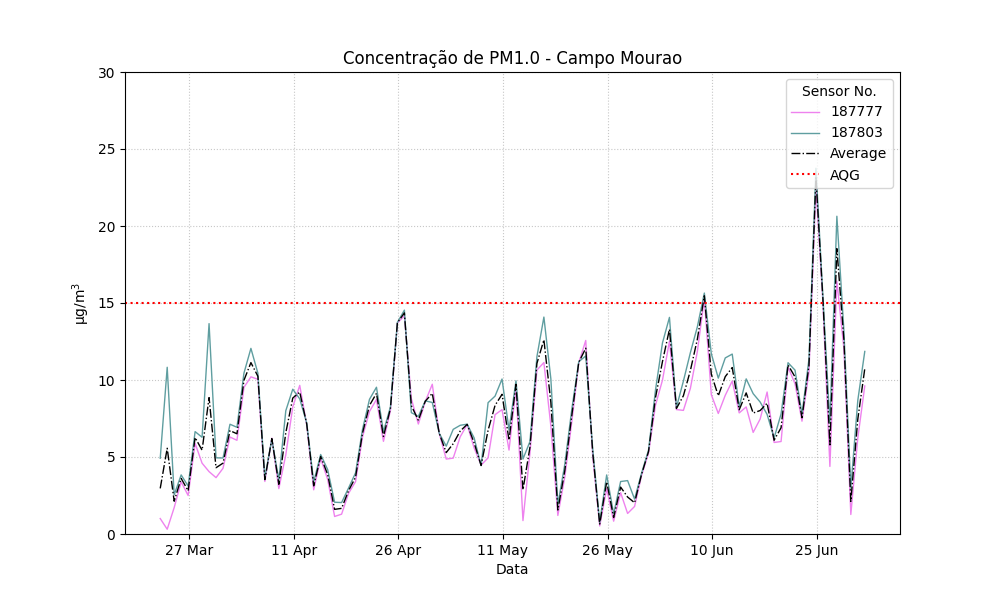 Concentração de PM1.0 - Campo Mourao
Sensor No.
187777
187803
Average
AQG
30
25
20
15
10
5
0
µg/m³
27 Mar
11 Apr
26 Apr
11 May
26 May
10 Jun
25 Jun
Data